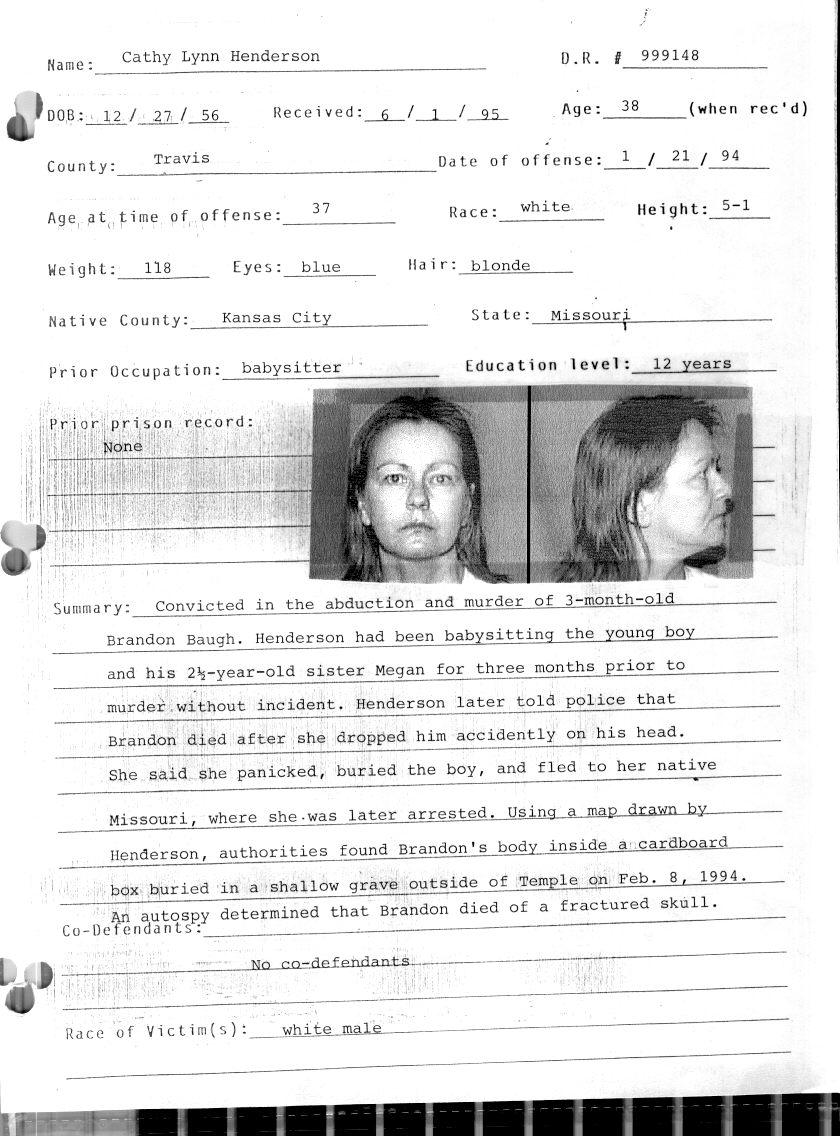 Name: Cathy Lynn Henderson D.R. # 999148
DOB: 12 / 27 / 56 Received: 6 / 1 / 95 Age: 38 (when rec'd)
County: Travis Date of offense: 1 / 21 / 94
Age at time of offense: 37 Race: white Height: 5-1
Weight: 118 Eyes: blue Hair: blonde
Native County: Kansas City State: Missouri
Prior Occupation: babysitter Education level: 12 years
Prior prison record:
None
Summary: Convicted in the abduction and murder of 3-month-old
Brandon Baugh. Henderson had been babysitting the young boy
and his 2½-year-old sister Megan for three months prior to
murder without incident. Henderson later told police that
Brandon died after she dropped him accidently on his head.
She said she panicked, buried the boy, and fled to her native
Missouri, where she was later arrested. Using a map drawn by
Henderson, authorities found Brandon's body inside a cardboard
box buried in a shallow grave outside of Temple on Feb. 8, 1994.
An autospy determined that Brandon died of a fractured skull.
Co-Defendants:
No co-defendants
Race of Victim(s): white male